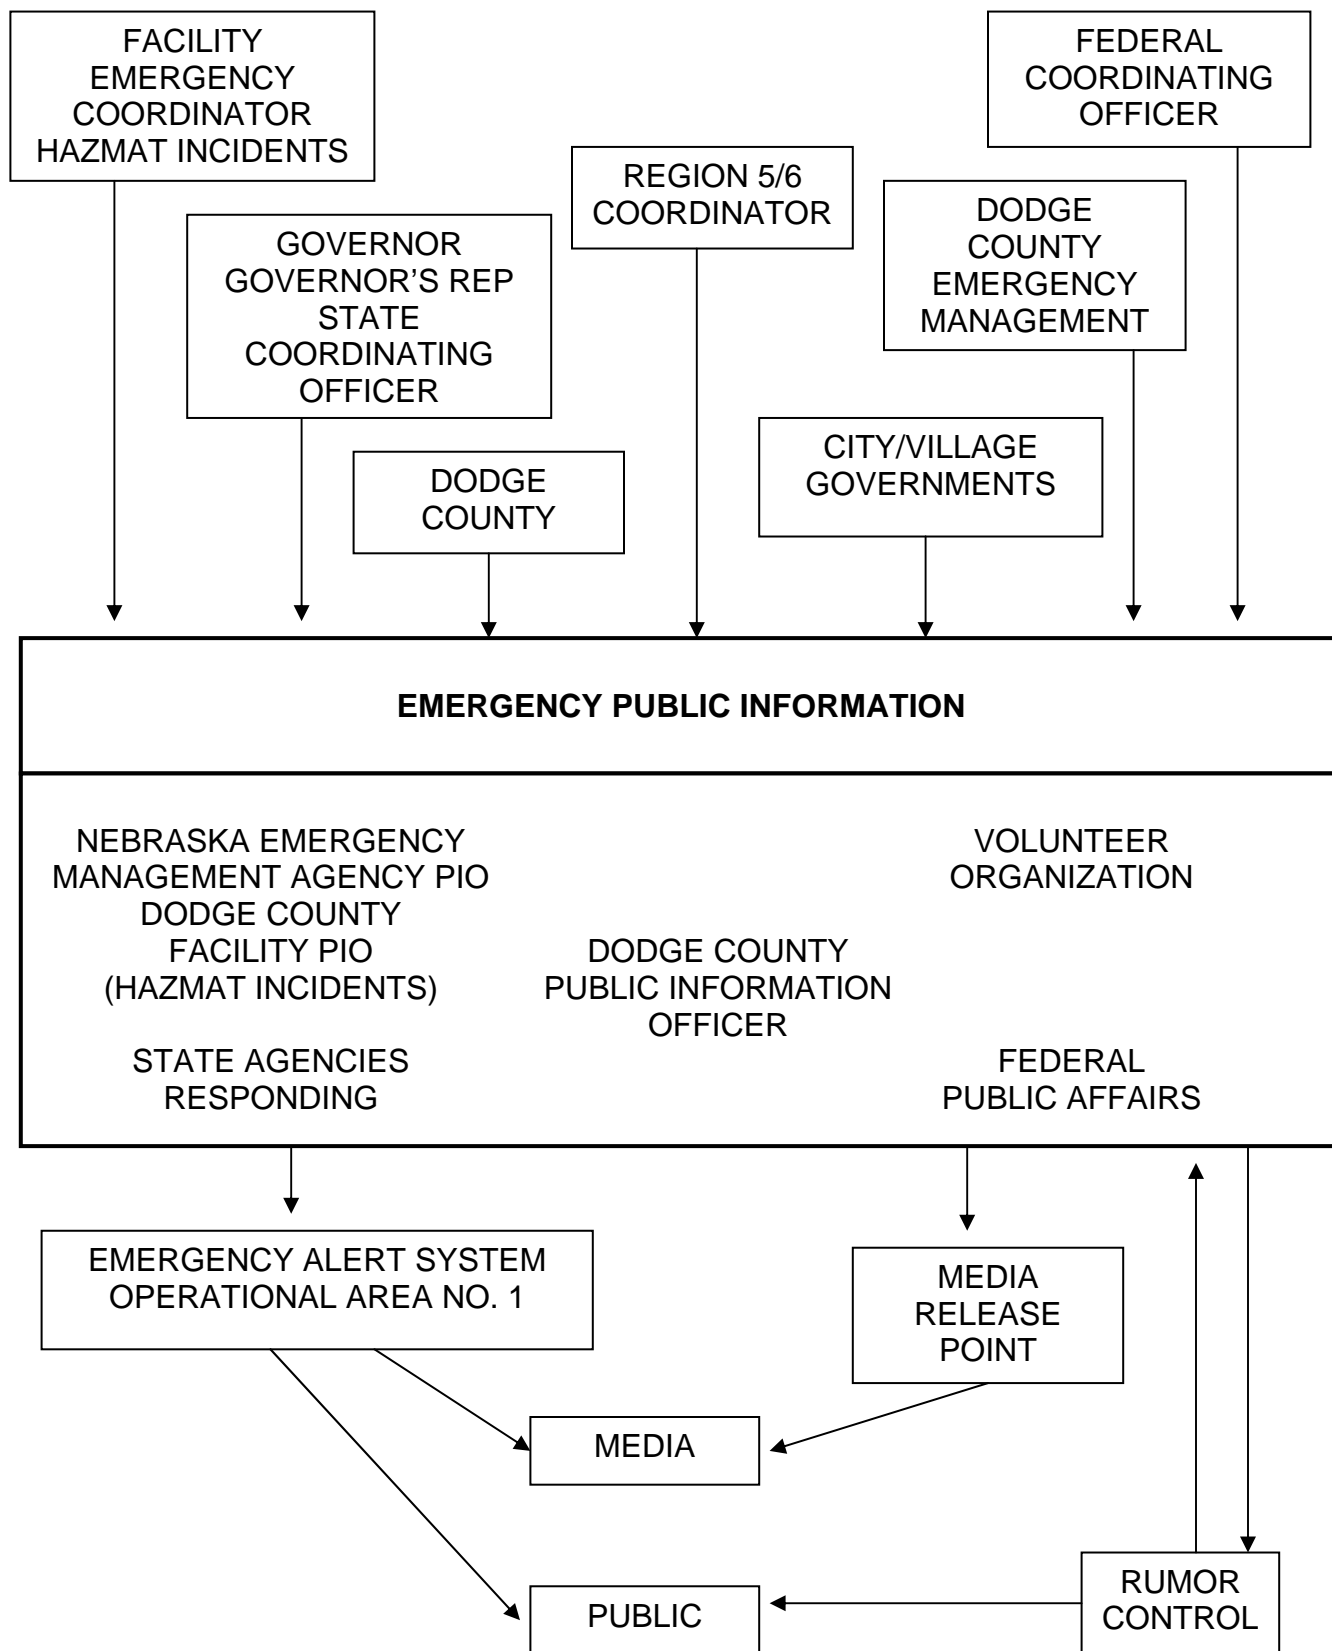 FACILITY
EMERGENCY
COORDINATOR
HAZMAT INCIDENTS
FEDERAL
COORDINATING
OFFICER
REGION 5/6
COORDINATOR
DODGE
COUNTY
EMERGENCY
MANAGEMENT
GOVERNOR
GOVERNOR’S REP
STATE
COORDINATING
OFFICER
DODGE
COUNTY
CITY/VILLAGE
GOVERNMENTS
EMERGENCY PUBLIC INFORMATION
NEBRASKA EMERGENCY
MANAGEMENT AGENCY PIO
DODGE COUNTY
FACILITY PIO
(HAZMAT INCIDENTS)
STATE AGENCIES
RESPONDING
DODGE COUNTY
PUBLIC INFORMATION
OFFICER
VOLUNTEER
ORGANIZATION
FEDERAL
PUBLIC AFFAIRS
EMERGENCY ALERT SYSTEM
OPERATIONAL AREA NO. 1
MEDIA
RELEASE
POINT
MEDIA
PUBLIC
RUMOR
CONTROL